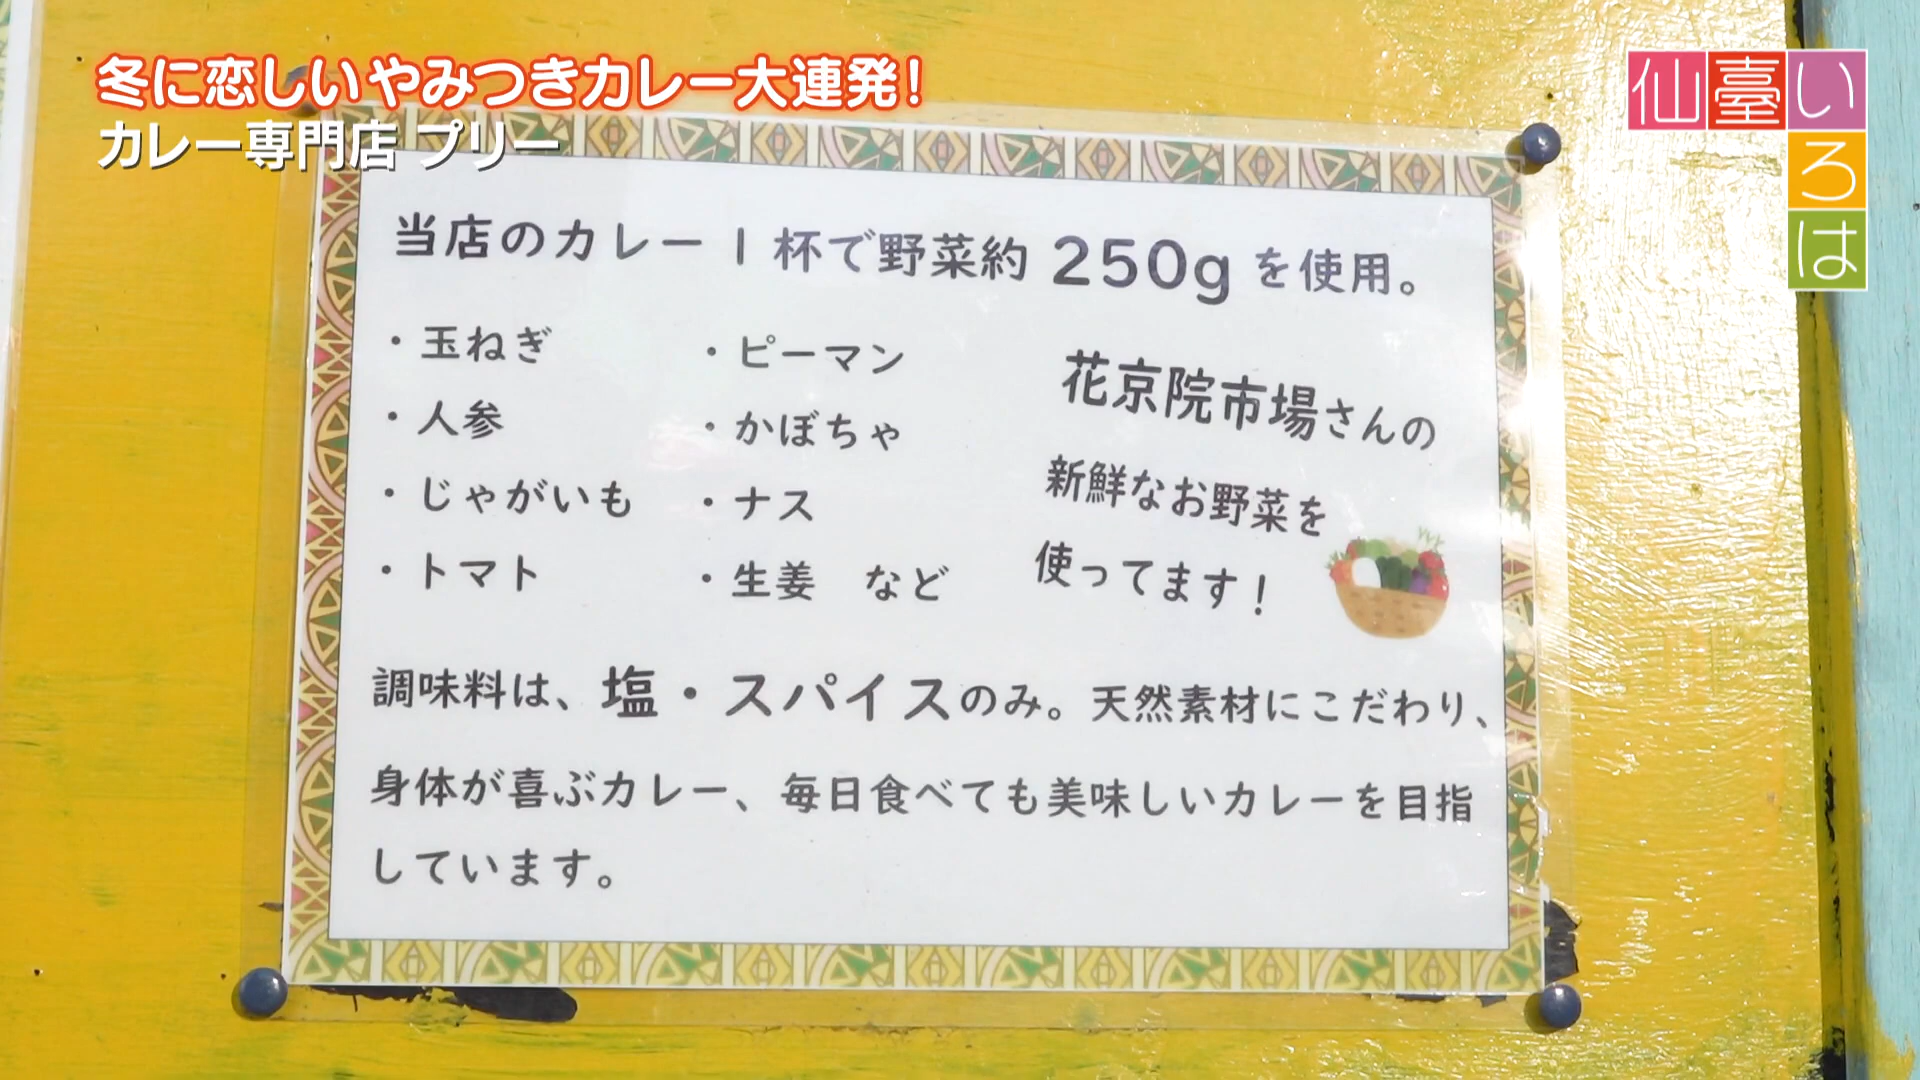 冬に恋しいやみつきカレー大連発！
カレー専門店 プリー
仙臺いろは
当店のカレー1杯で野菜約250gを使用。
・玉ねぎ
・人参
・じゃがいも
・トマト
・ピーマン
・かぼちゃ
・ナス
・生姜　など
花京院市場さんの
新鮮なお野菜を
使ってます！
調味料は、塩・スパイスのみ。天然素材にこだわり、
身体が喜ぶカレー、毎日食べても美味しいカレーを目指
しています。